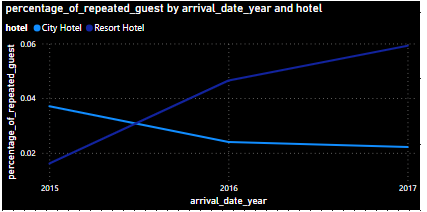 percentage_of_repeated_guest by arrival_date_year and hotel
hotel City Hotel Resort Hotel
percentage_of_repeated_guest
0.06
0.04
0.02
2015 2016 2017
arrival_date_year